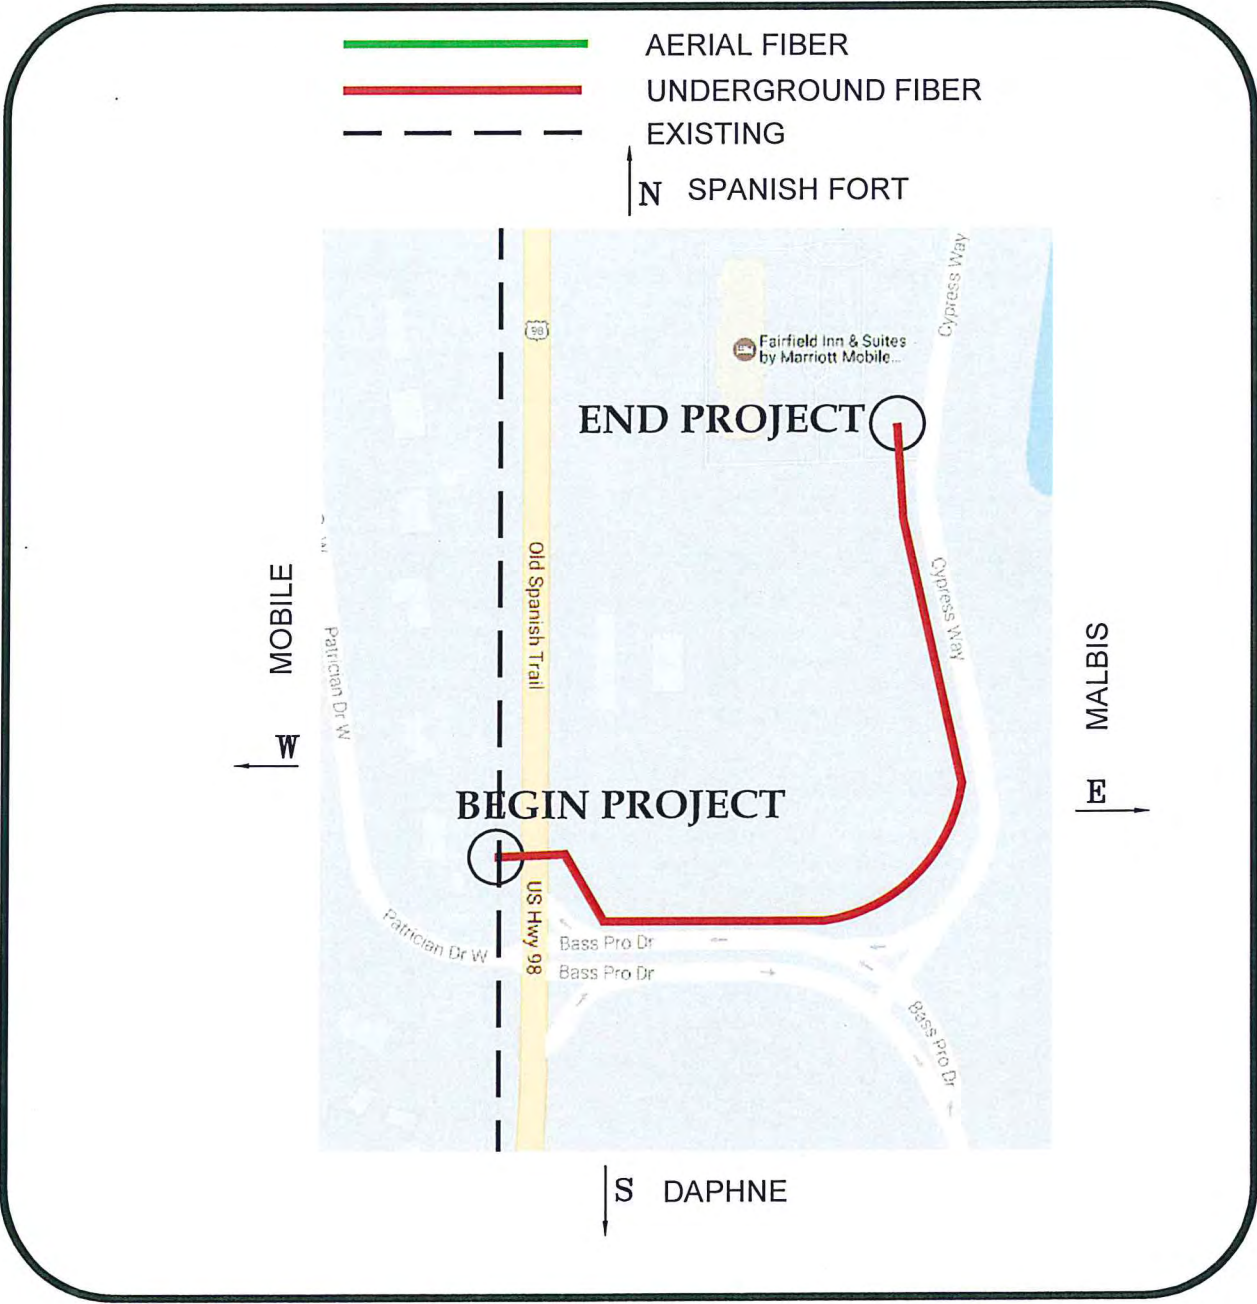 AERIAL FIBER
UNDERGROUND FIBER
EXISTING
N SPANISH FORT
Cypress Way
98
Fairfield Inn & Suites
by Marriott Mobile...
END PROJECT
Old Spanish Trail
Cypress Way
MOBILE
Patrician Dr W
MALBIS
W
E
BEGIN PROJECT
US Hwy 98
Patrician Dr W
Bass Pro Dr
Bass Pro Dr
Bass Pro Dr
S DAPHNE